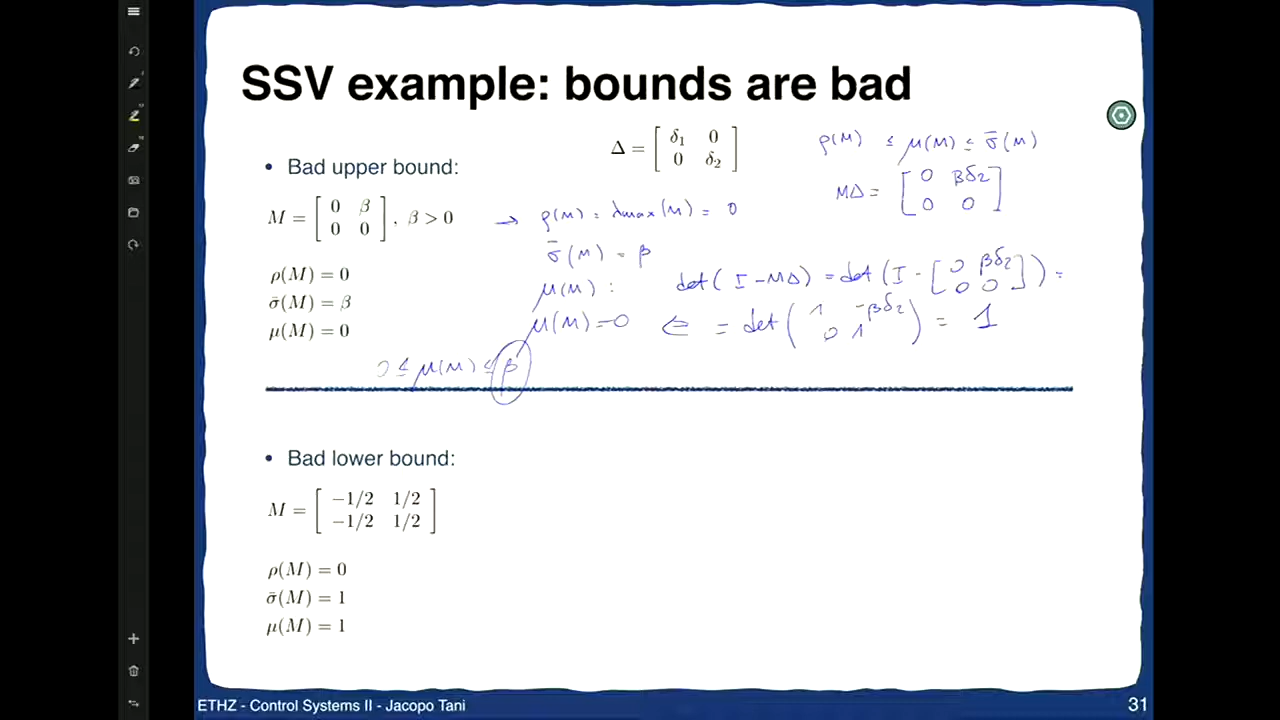 SSV example: bounds are bad
• Bad upper bound:
Δ = [ δ₁ 0 ; 0 δ₂ ]
ρ(M) ≤ μ(M) ≤ σ̄(M)
M = [ 0 β ; 0 0 ] , β > 0
→ ρ(M) = λmax(M) = 0
MΔ = [ 0 βδ₂ ; 0 0 ]
σ̄(M) = β
ρ(M) = 0
σ̄(M) = β
μ(M) = 0
μ(M) :
det( I - MΔ) = det ( I - [ 0 βδ₂ ; 0 0 ] ) =
μ(M) = 0 ⇐ = det ( 1 -βδ₂ ; 0 1 ) = 1
0 ≤ μ(M) ≤ β
• Bad lower bound:
M = [ −1/2 1/2 ; −1/2 1/2 ]
ρ(M) = 0
σ̄(M) = 1
μ(M) = 1
ETHZ - Control Systems II - Jacopo Tani
31